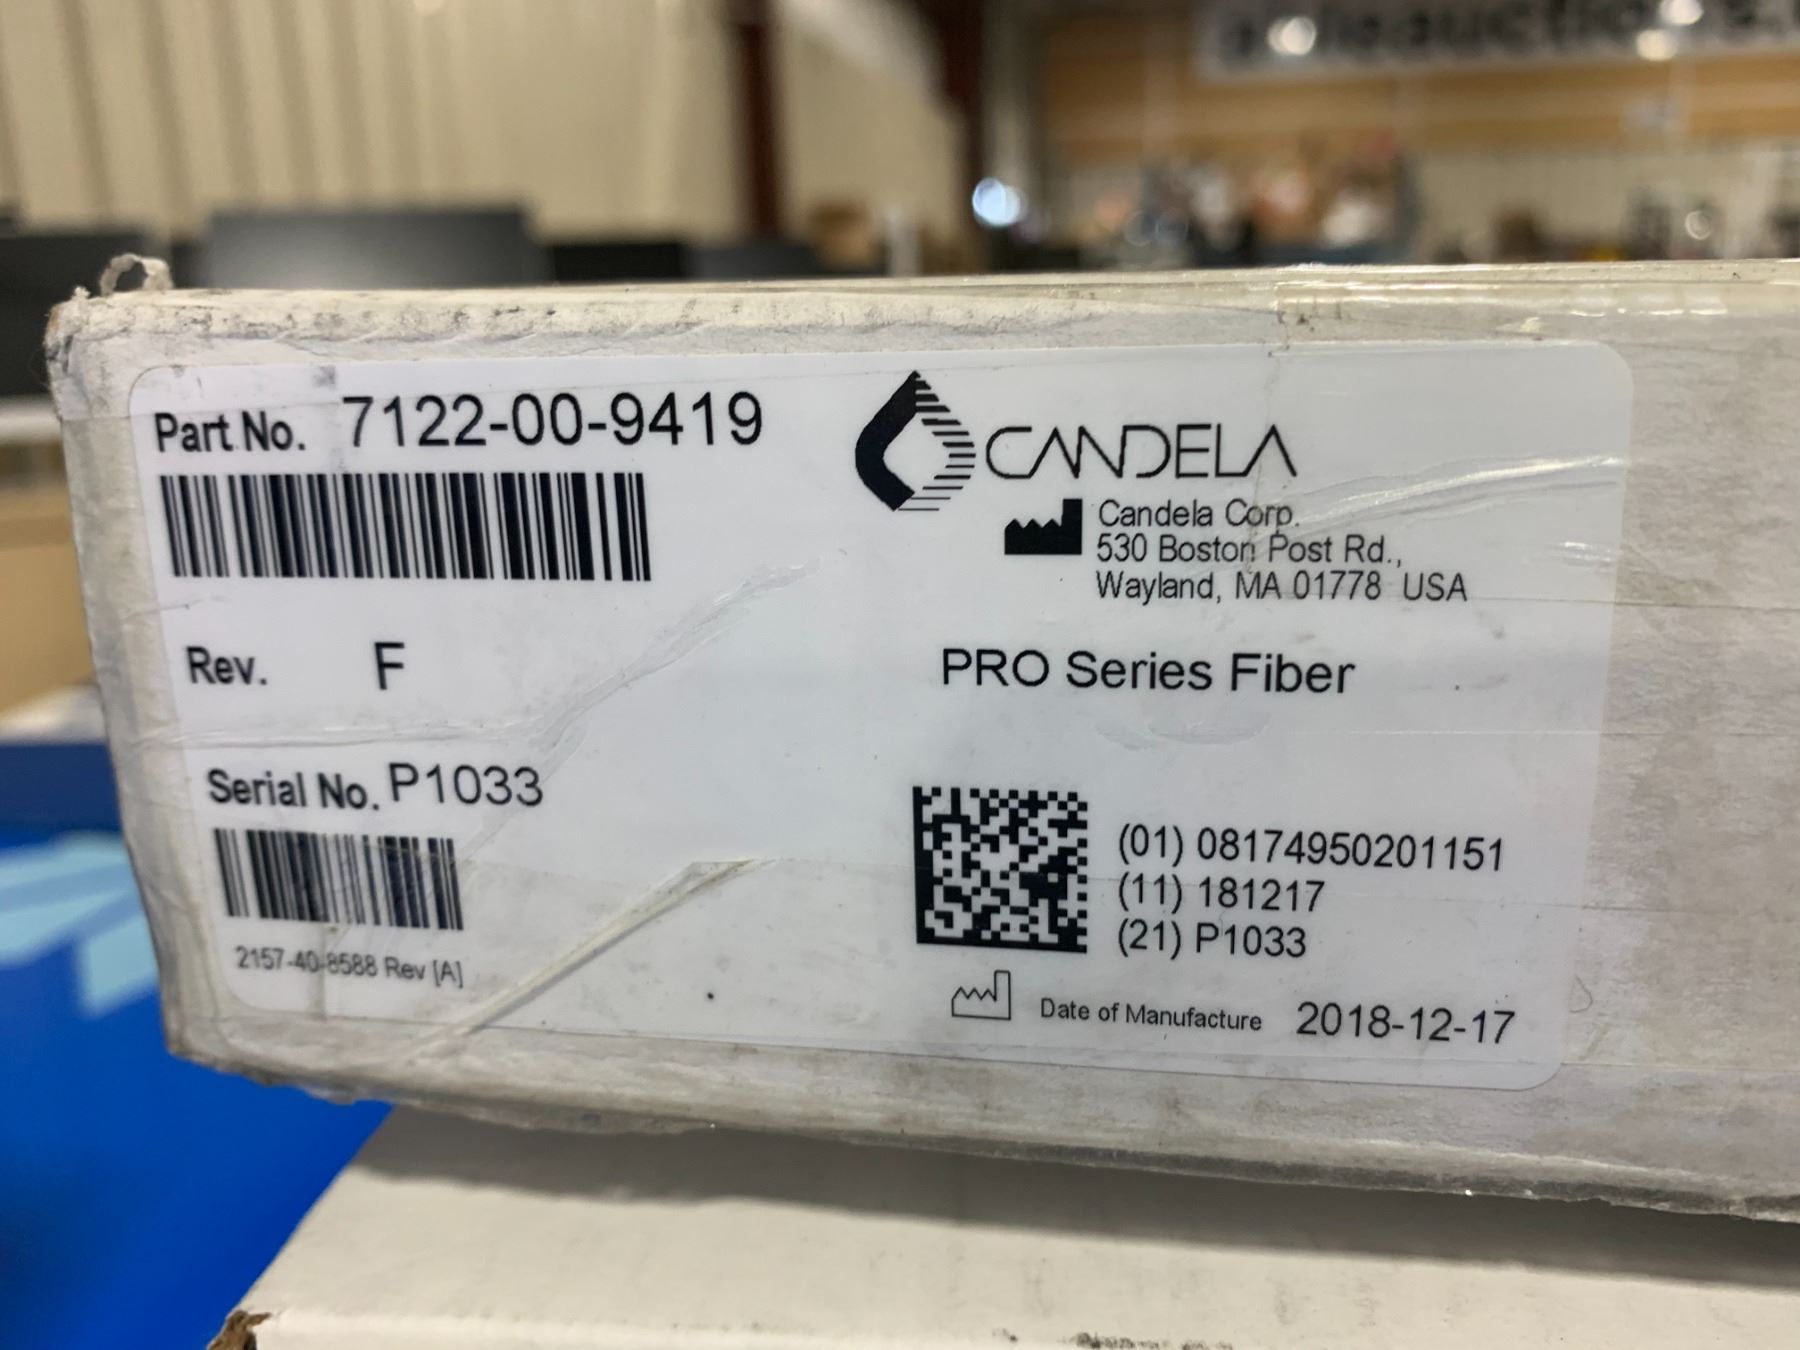 Part No. 7122-00-9419
Rev. F
Serial No. P1033
2157-40-8588 Rev [A]
CANDELA
Candela Corp.
530 Boston Post Rd.,
Wayland, MA 01778 USA
PRO Series Fiber
(01) 08174950201151
(11) 181217
(21) P1033
Date of Manufacture 2018-12-17